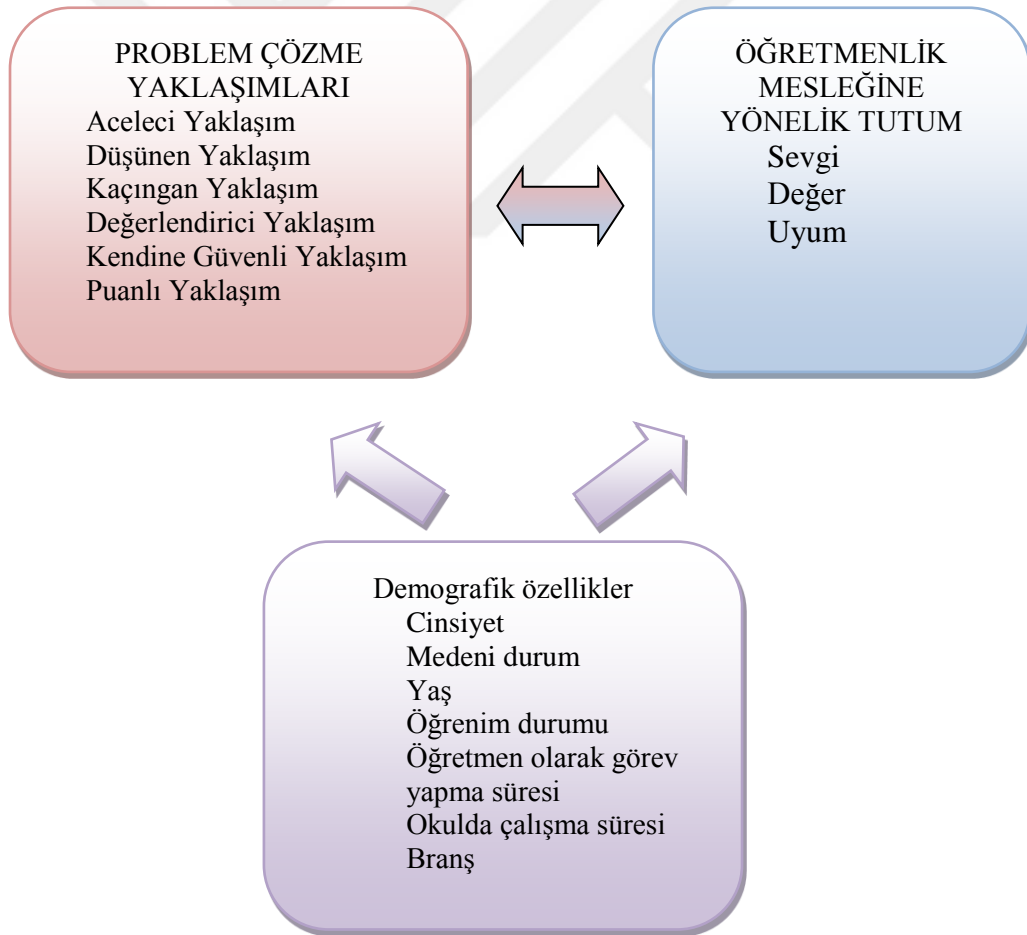 PROBLEM ÇÖZME
YAKLAŞIMLARI
Aceleci Yaklaşım
Düşünen Yaklaşım
Kaçıngan Yaklaşım
Değerlendirici Yaklaşım
Kendine Güvenli Yaklaşım
Puanlı Yaklaşım
ÖĞRETMENLİK
MESLEĞİNE
YÖNELİK TUTUM
Sevgi
Değer
Uyum
Demografik özellikler
Cinsiyet
Medeni durum
Yaş
Öğrenim durumu
Öğretmen olarak görev
yapma süresi
Okulda çalışma süresi
Branş